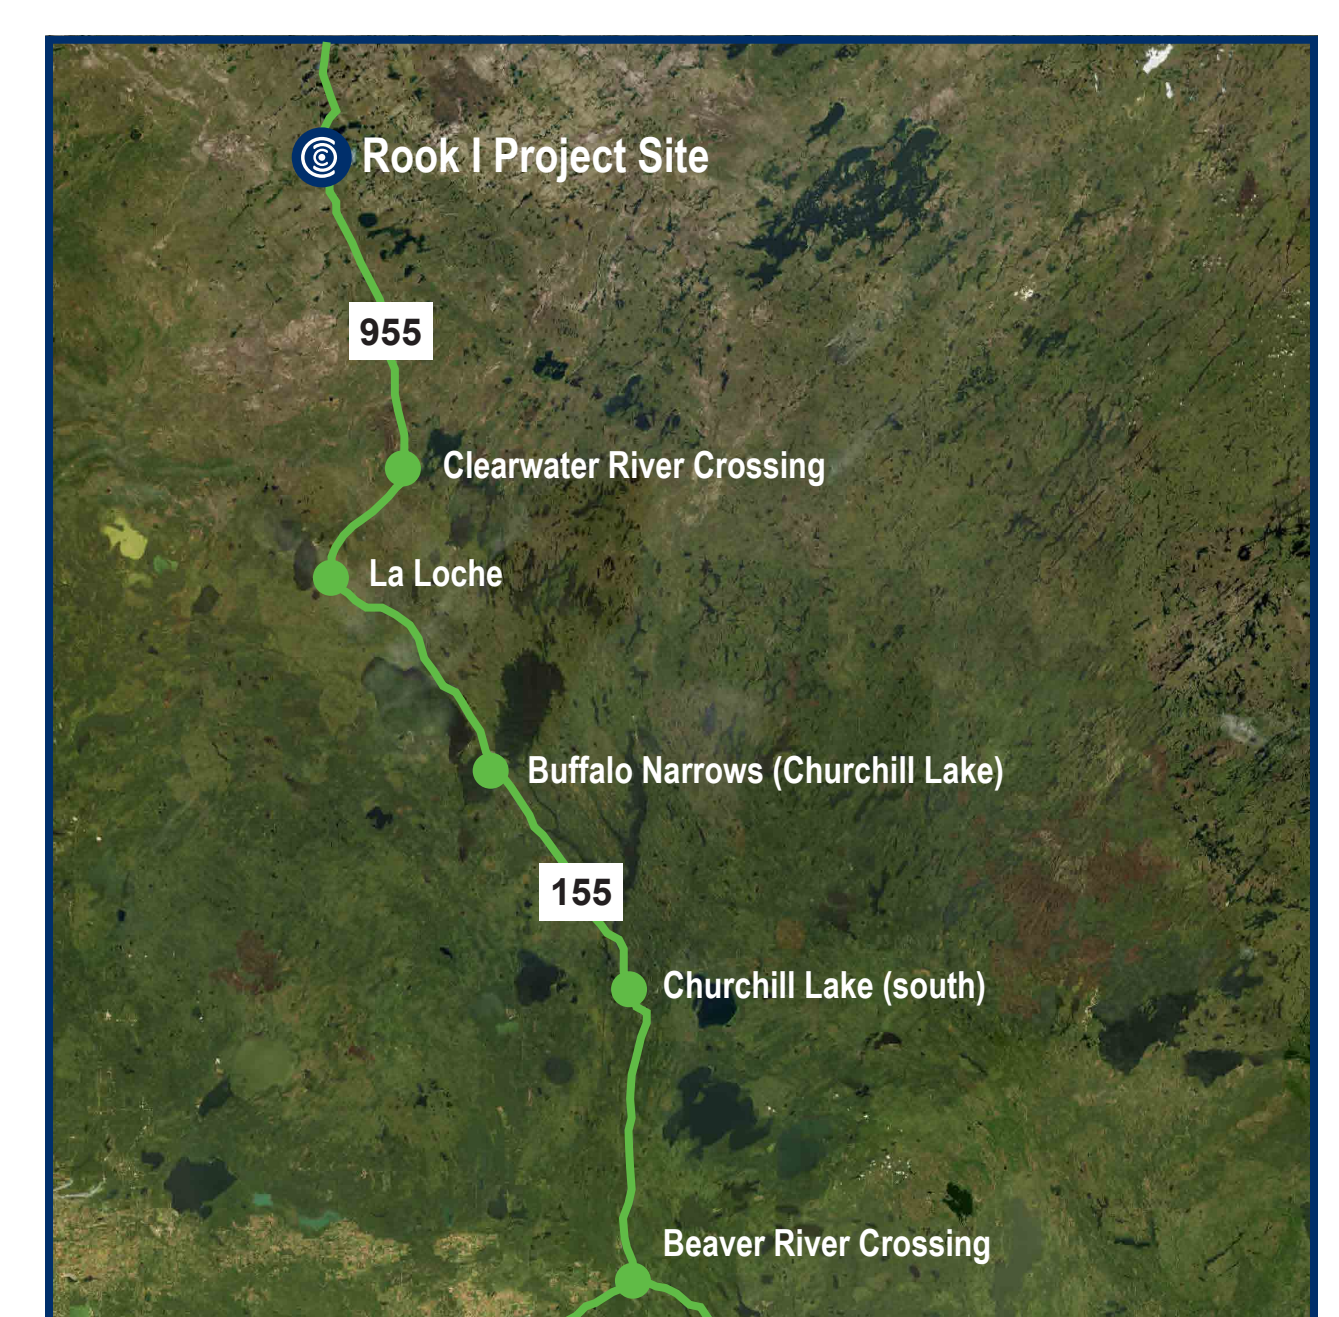 Rook I Project Site
955
Clearwater River Crossing
La Loche
Buffalo Narrows (Churchill Lake)
155
Churchill Lake (south)
Beaver River Crossing